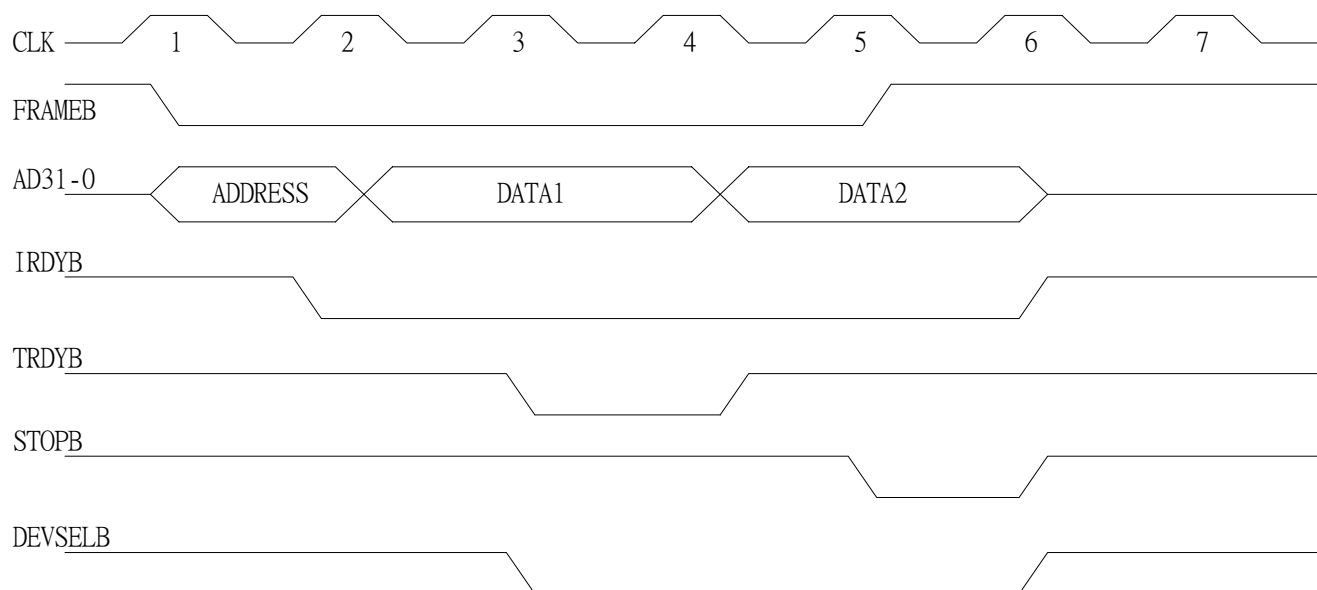 CLK 1 2 3 4 5 6 7
FRAMEB
AD31-0 ADDRESS DATA1 DATA2
IRDYB
TRDYB
STOPB
DEVSELB